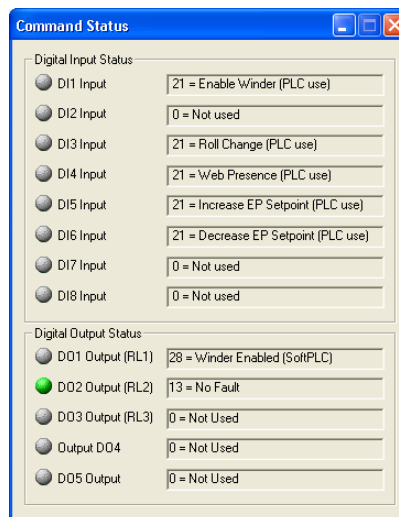 Command Status
Digital Input Status
DI1 Input 21 = Enable Winder (PLC use)
DI2 Input 0 = Not used
DI3 Input 21 = Roll Change (PLC use)
DI4 Input 21 = Web Presence (PLC use)
DI5 Input 21 = Increase EP Setpoint (PLC use)
DI6 Input 21 = Decrease EP Setpoint (PLC use)
DI7 Input 0 = Not used
DI8 Input 0 = Not used
Digital Output Status
DO1 Output (RL1) 28 = Winder Enabled (SoftPLC)
DO2 Output (RL2) 13 = No Fault
DO3 Output (RL3) 0 = Not Used
Output DO4 0 = Not Used
DO5 Output 0 = Not Used